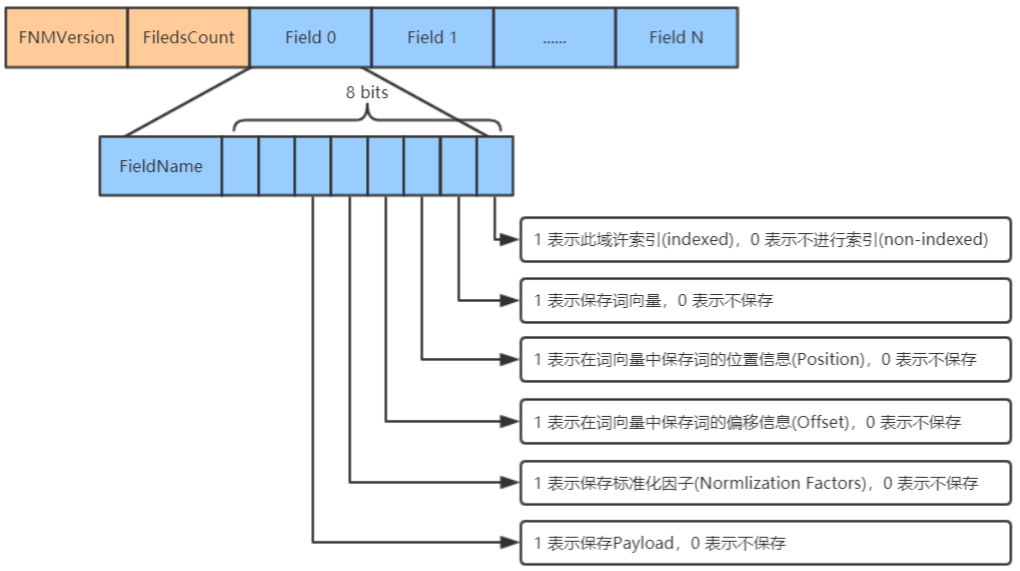 FNMVersion
FiledsCount
Field 0
Field 1
......
Field N
8 bits
FieldName
1 表示此域许索引(indexed)，0 表示不进行索引(non-indexed)
1 表示保存词向量，0 表示不保存
1 表示在词向量中保存词的位置信息(Position)，0 表示不保存
1 表示在词向量中保存词的偏移信息(Offset)，0 表示不保存
1 表示保存标准化因子(Normlization Factors)，0 表示不保存
1 表示保存Payload，0 表示不保存